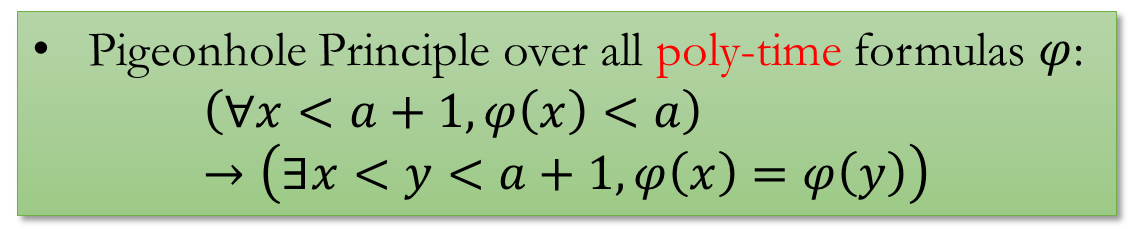 • Pigeonhole Principle over all poly-time formulas φ:
(∀x < a + 1, φ(x) < a)
→ (∃x < y < a + 1, φ(x) = φ(y))